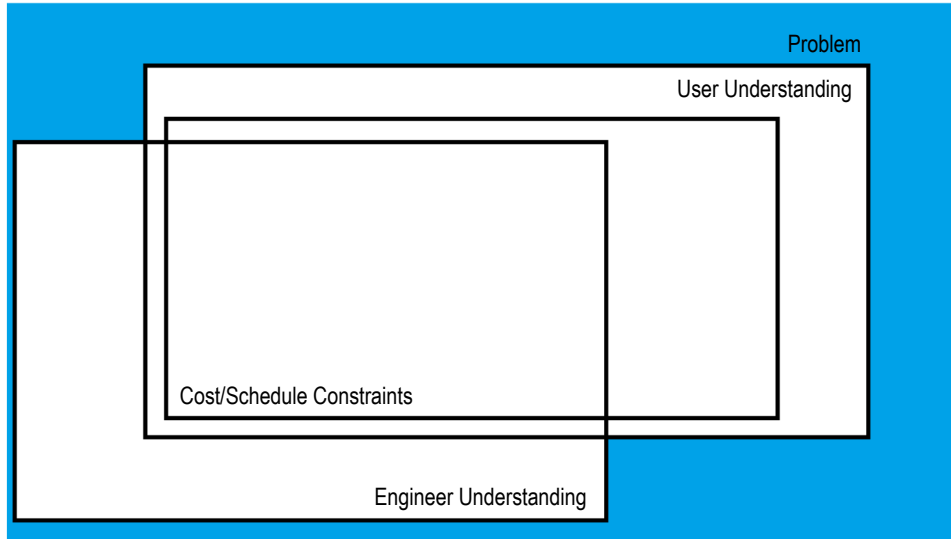 Problem
User Understanding
Cost/Schedule Constraints
Engineer Understanding